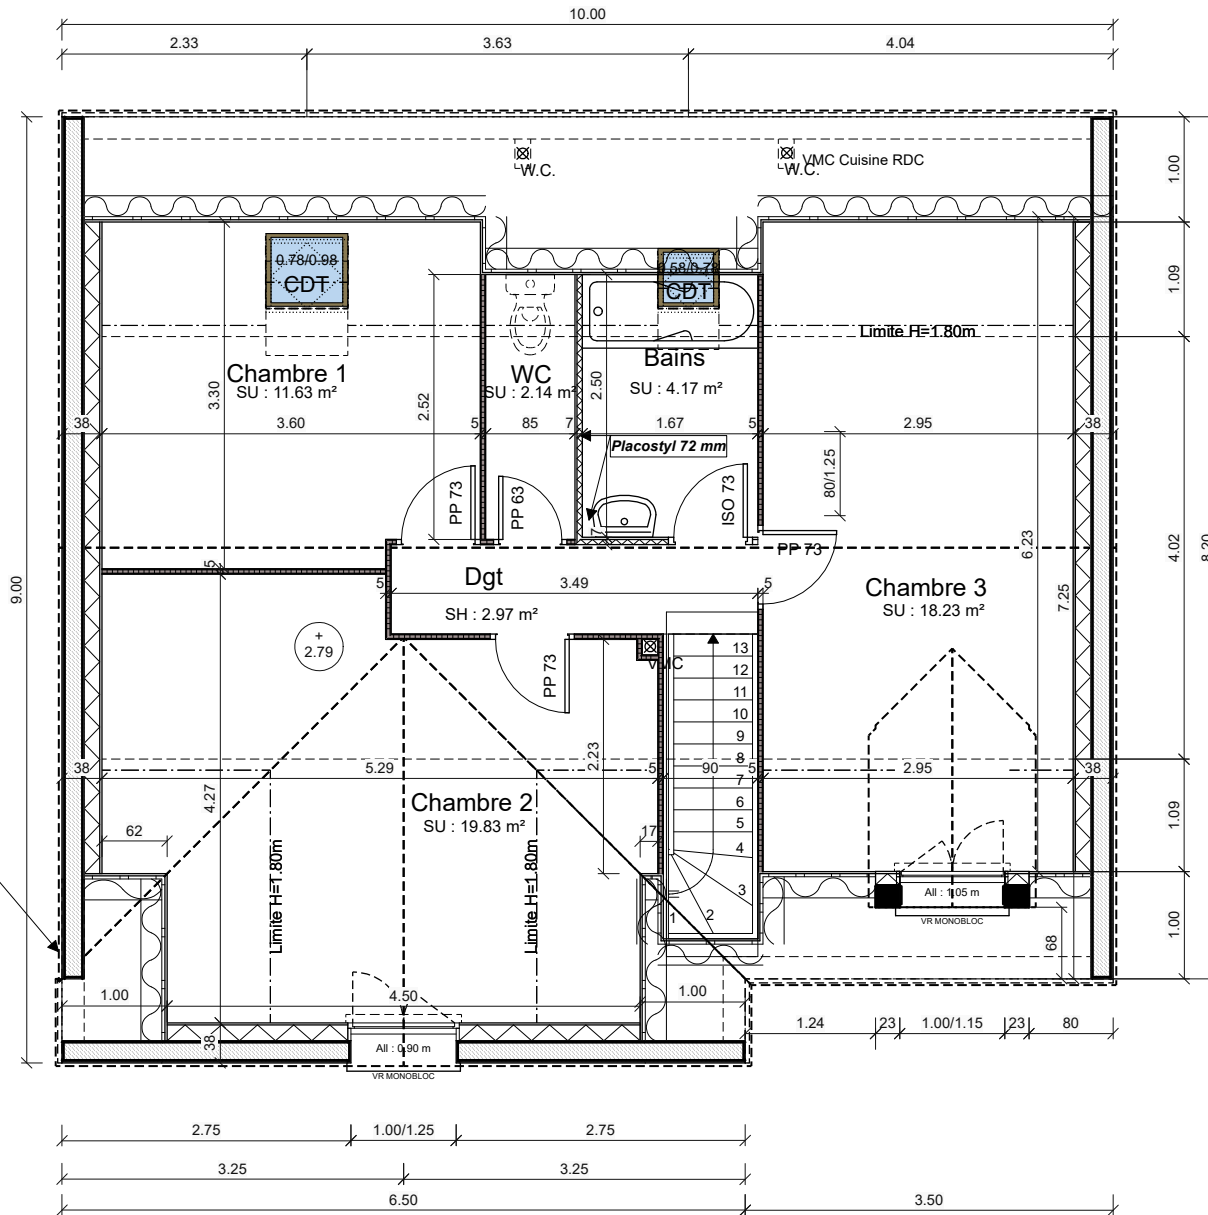 10.00
2.33 3.63 4.04
W.C. W.C. VMC Cuisine RDC
1.00
0.78/0.98
CDT
CDT
1.09
Limite H=1.80m
Chambre 1
SU : 11.63 m²
WC
SU : 2.14 m²
Bains
SU : 4.17 m²
3.30
2.52
2.50
38 3.60 5 85 7 1.67 5 2.95 38
Placostyl 72 mm
80/1.25
PP 73
PP 63
ISO 73
7
PP 73
6.23
7.25
4.02
8.20
9.00
5
Dgt
5 3.49 5
SH : 2.97 m²
Chambre 3
SU : 18.23 m²
+
2.79
PP 73
VMC
13
12
11
10
9
8
7
6
5
4
3
2
1
2.23
38 5.29 5 90 5 2.95 38
4.27
Chambre 2
SU : 19.83 m²
62
17
1.09
Limite H=1.80m
Limite H=1.80m
All : 1.05 m
VR MONOBLOC
68
1.00
1.00 4.50 1.00
38
All : 0.90 m
VR MONOBLOC
1.24 23 1.00/1.15 23 80
2.75 1.00/1.25 2.75
3.25 3.25
6.50 3.50